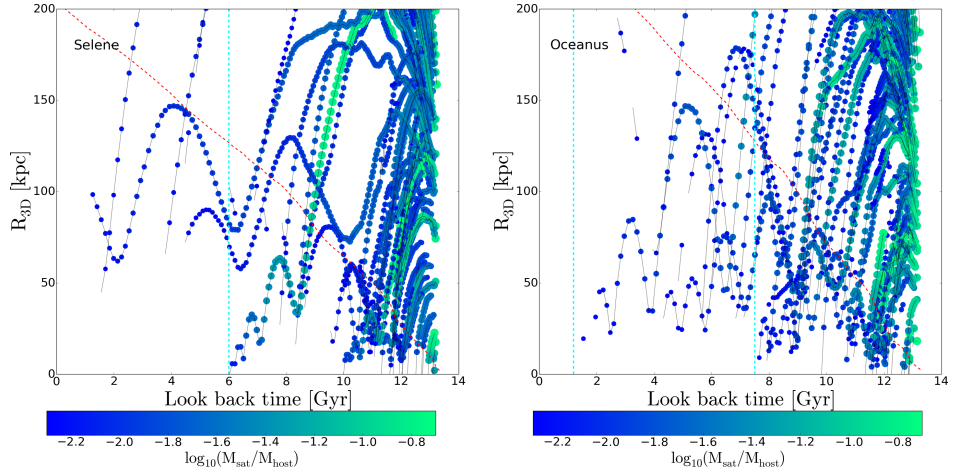 200
150
100
50
0
R3D [kpc]
Selene
0 2 4 6 8 10 12 14
Look back time [Gyr]
−2.2 −2.0 −1.8 −1.6 −1.4 −1.2 −1.0 −0.8
log10(Msat/Mhost)
200
150
100
50
0
R3D [kpc]
Oceanus
0 2 4 6 8 10 12 14
Look back time [Gyr]
−2.2 −2.0 −1.8 −1.6 −1.4 −1.2 −1.0 −0.8
log10(Msat/Mhost)